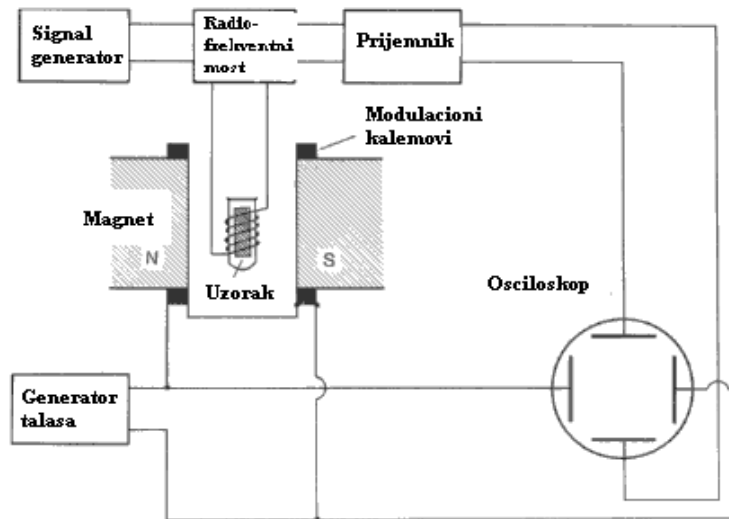 Signal
generator
Radio-
frekventni
most
Prijemnik
Modulacioni
kalemovi
Magnet
N
S
Uzorak
Osciloskop
Generator
talasa